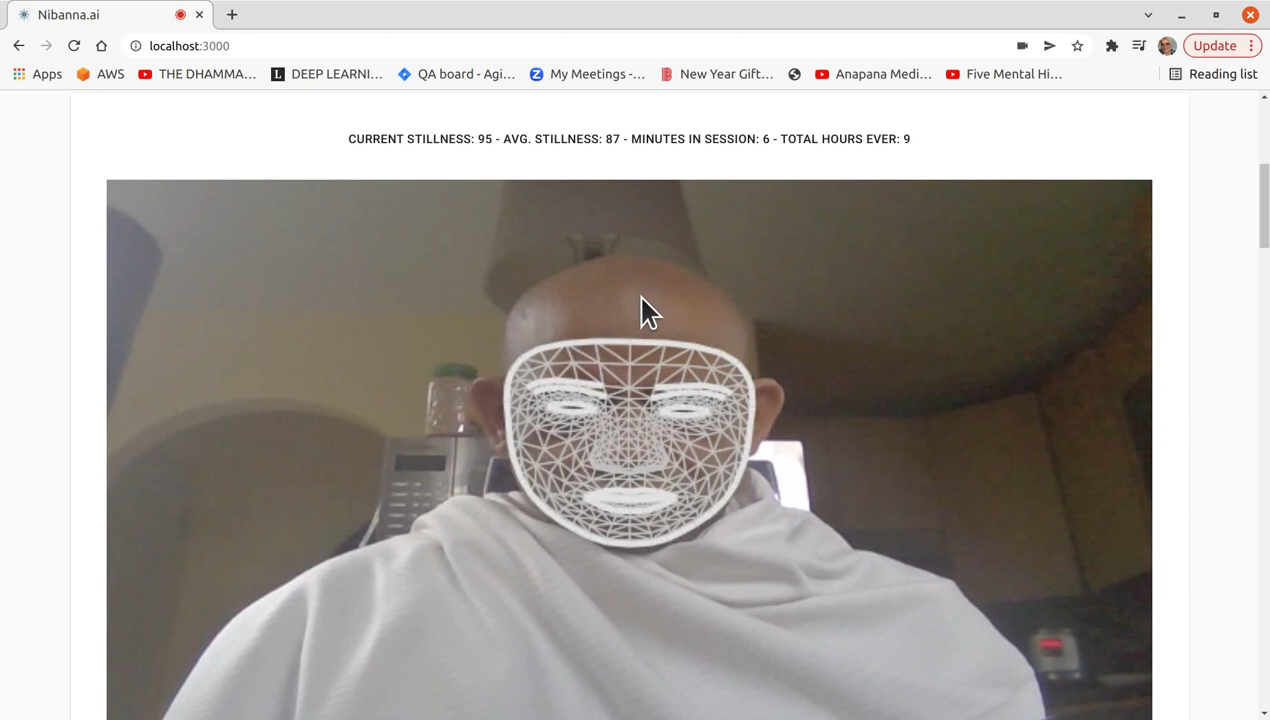 Nibanna.ai
localhost:3000
Update
Apps
AWS
THE DHAMMA...
DEEP LEARNI...
QA board - Agi...
My Meetings -...
New Year Gift...
Anapana Medi...
Five Mental Hi...
Reading list
CURRENT STILLNESS: 95 - AVG. STILLNESS: 87 - MINUTES IN SESSION: 6 - TOTAL HOURS EVER: 9